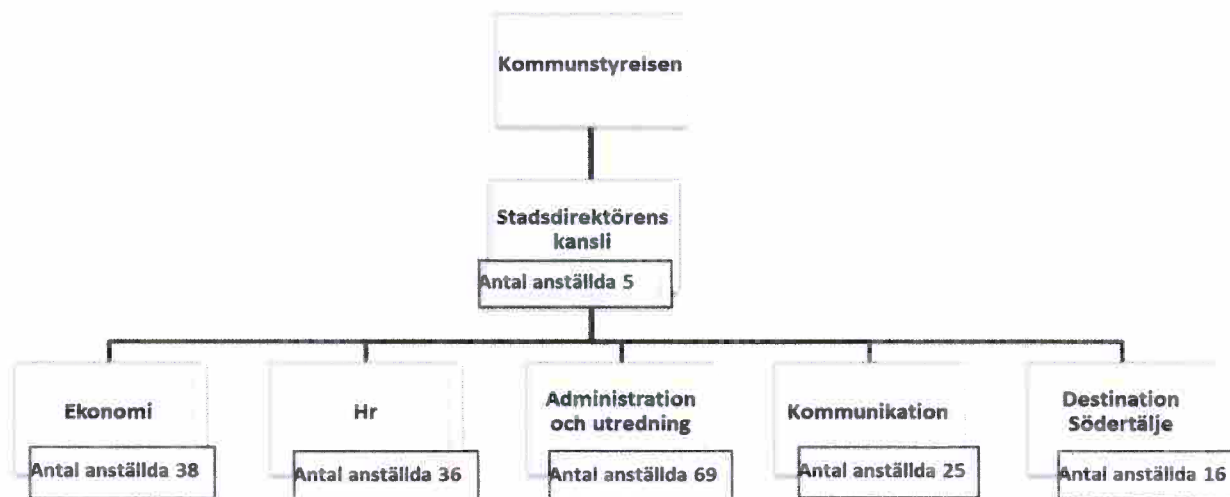 Kommunstyreisen
Stadsdirektörens
kansli
Antal anställda 5
Ekonomi
Antal anställda 38
Hr
Antal anställda 36
Administration
och utredning
Antal anställda 69
Kommunikation
Antal anställda 25
Destination
Södertälje
Antal anställda 16